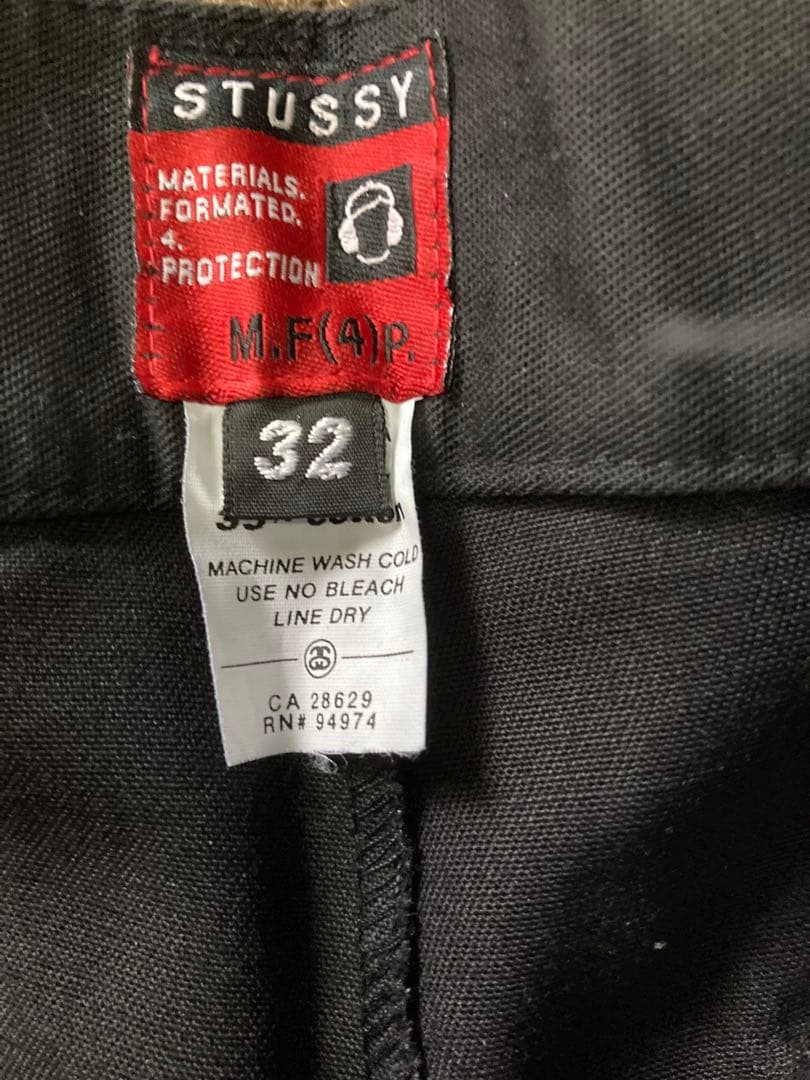 STUSSY
MATERIALS.
FORMATED.
4.
PROTECTION
M.F(4)P.
32
MACHINE WASH COLD
USE NO BLEACH
LINE DRY
CA 28629
RN# 94974